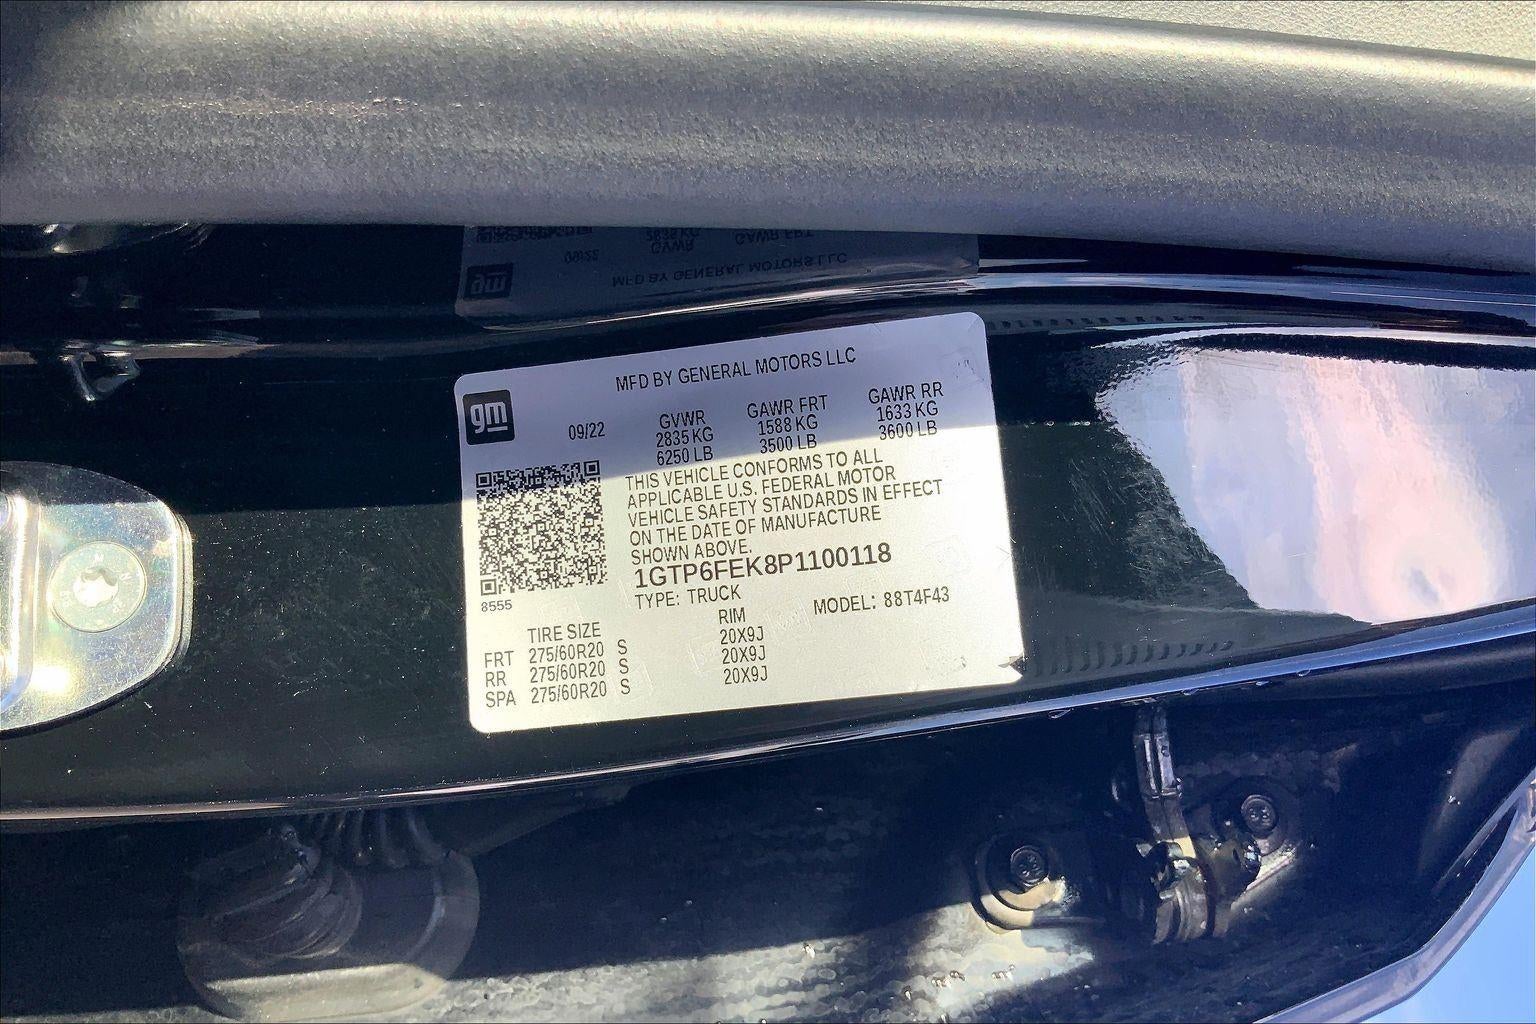 MFD BY GENERAL MOTORS LLC
gm
09/22
GVWR GAWR FRT GAWR RR
2835 KG 1588 KG 1633 KG
6250 LB 3500 LB 3600 LB
THIS VEHICLE CONFORMS TO ALL
APPLICABLE U.S. FEDERAL MOTOR
VEHICLE SAFETY STANDARDS IN EFFECT
ON THE DATE OF MANUFACTURE
SHOWN ABOVE.
1GTP6FEK8P1100118
8555
TYPE: TRUCK MODEL: 88T4F43
TIRE SIZE RIM
FRT 275/60R20 S 20X9J
RR 275/60R20 S 20X9J
SPA 275/60R20 S 20X9J